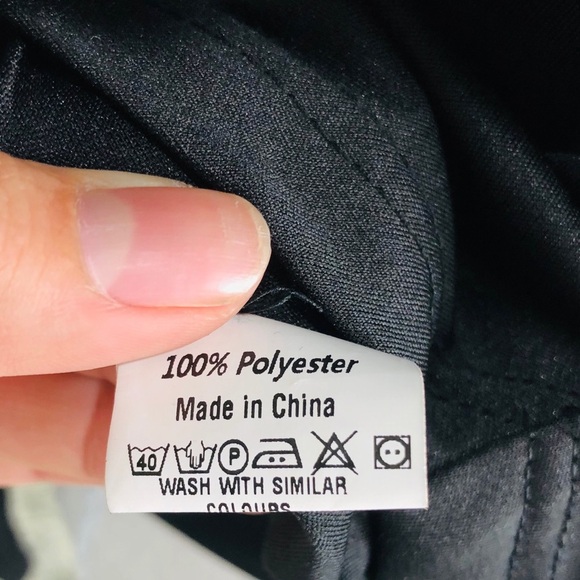 100% Polyester
Made in China
40 P
WASH WITH SIMILAR
COLOURS